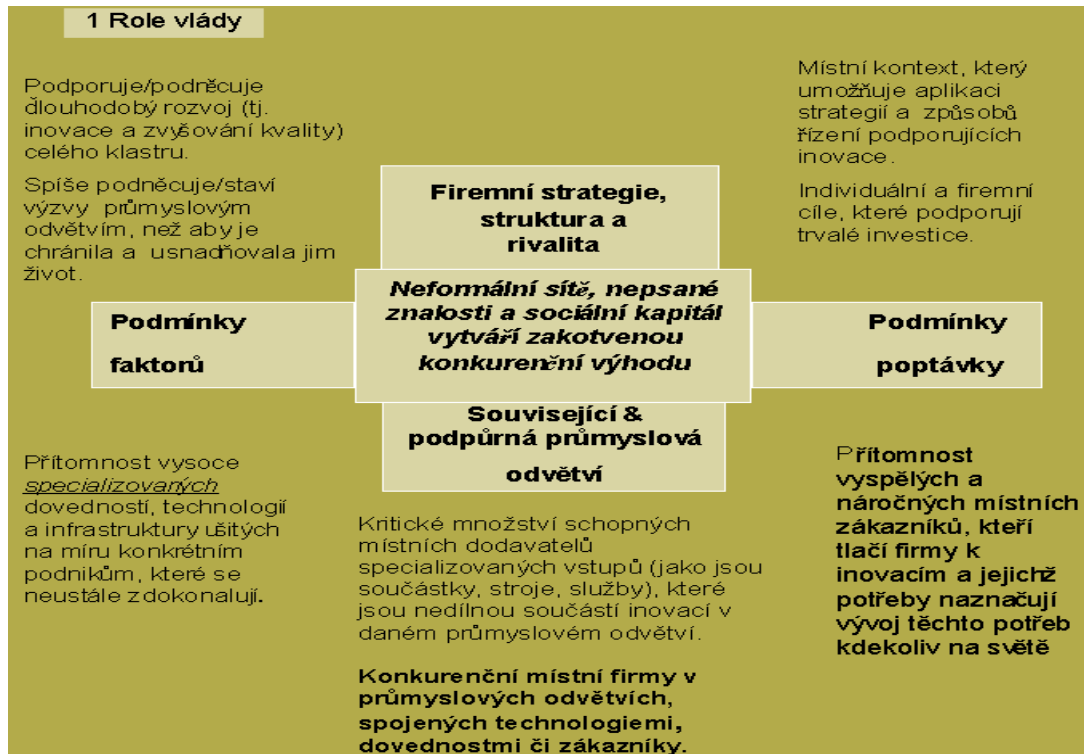 1 Role vlády
Podporuje/podněcuje
dlouhodobý rozvoj (tj.
inovace a zvyšování kvality)
celého klastru.
Spíše podněcuje/staví
výzvy průmyslovým
odvětvím, než aby je
chránila a usnadňovala jim
život.
Místní kontext, který
umožňuje aplikaci
strategií a způsobů
řízení podporujících
inovace.
Individuální a firemní
cíle, které podporují
trvalé investice.
Firemní strategie,
struktura a
rivalita
Neformální sítě, nepsané
znalosti a sociální kapitál
vytváří zakotvenou
konkurenční výhodu
Podmínky
faktorů
Podmínky
poptávky
Související &
podpůrná průmyslová
odvětví
Přítomnost vysoce
specializovaných
dovedností, technologií
a infrastruktury ušitých
na míru konkrétním
podnikům, které se
neustále zdokonalují.
Kritické množství schopných
místních dodavatelů
specializovaných vstupů (jako jsou
součástky, stroje, služby), které
jsou nedílnou součástí inovací v
daném průmyslovém odvětví.
Konkurenční místní firmy v
průmyslových odvětvích,
spojených technologiemi,
dovednostmi či zákazníky.
Přítomnost
vyspělých a
náročných místních
zákazníků, kteří
tlačí firmy k
inovacím a jejichž
potřeby naznačují
vývoj těchto potřeb
kdekoliv na světě